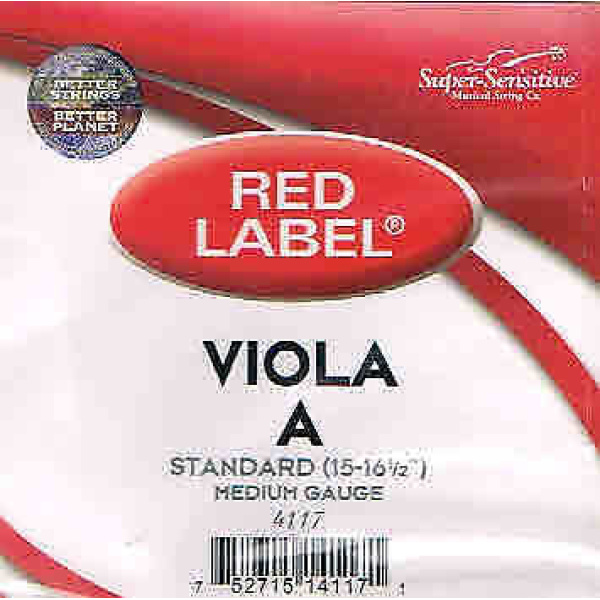 BETTER
STRINGS
BETTER
PLANET
Super-Sensitive
Musical String Co.
RED
LABEL®
VIOLA
A
STANDARD (15-16½")
MEDIUM GAUGE
4117
7 52715 14117 1